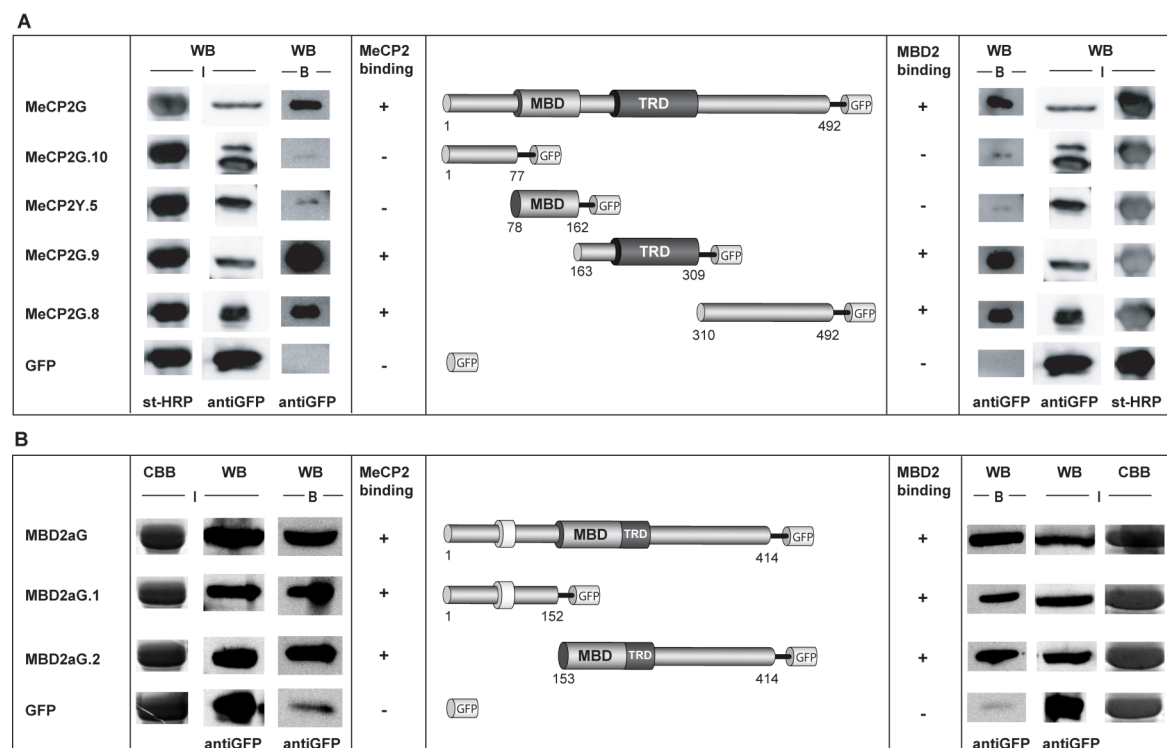 A
WB WB MeCP2 MBD2 WB WB
I B binding binding B I
MeCP2G + MBD TRD GFP +
1 492
MeCP2G.10 - GFP -
1 77
MeCP2Y.5 - MBD GFP -
78 162
MeCP2G.9 + TRD GFP +
163 309
MeCP2G.8 + GFP +
310 492
GFP - GFP -
st-HRP antiGFP antiGFP antiGFP antiGFP st-HRP
B
CBB WB WB MeCP2 MBD2 WB WB CBB
I B binding binding B I
MBD2aG + MBD TRD GFP +
1 414
MBD2aG.1 + GFP +
1 152
MBD2aG.2 + MBD TRD GFP +
153 414
GFP - GFP -
antiGFP antiGFP antiGFP antiGFP